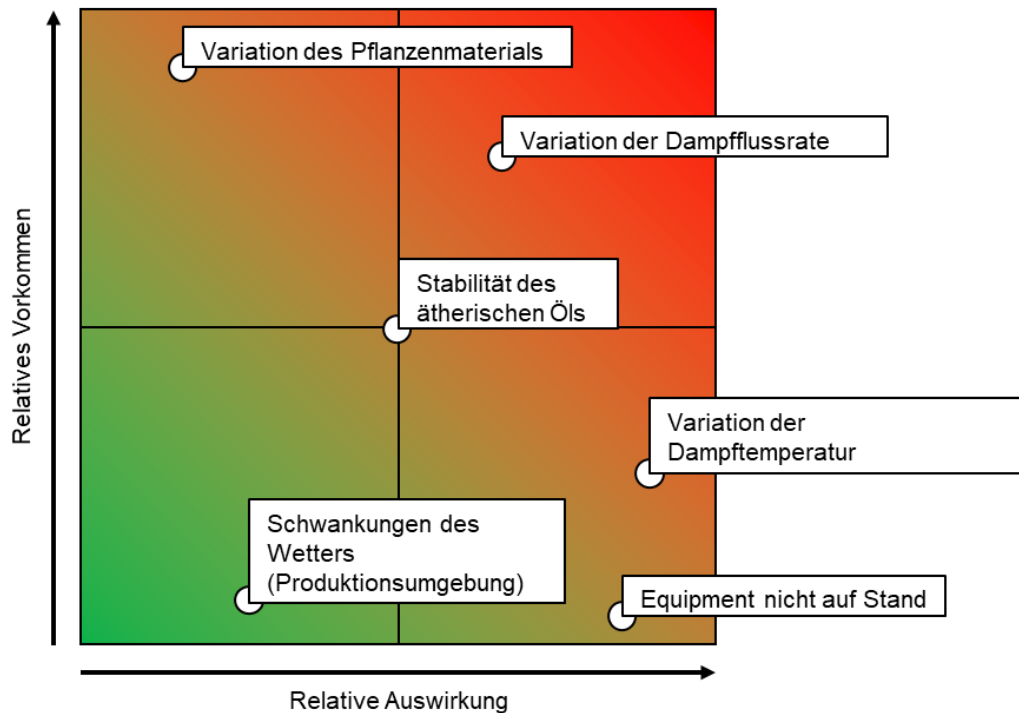 Variation des Pflanzenmaterials
Variation der Dampfflussrate
Stabilität des
ätherischen Öls
Variation der
Dampftemperatur
Schwankungen des
Wetters
(Produktionsumgebung)
Equipment nicht auf Stand
Relatives Vorkommen
Relative Auswirkung